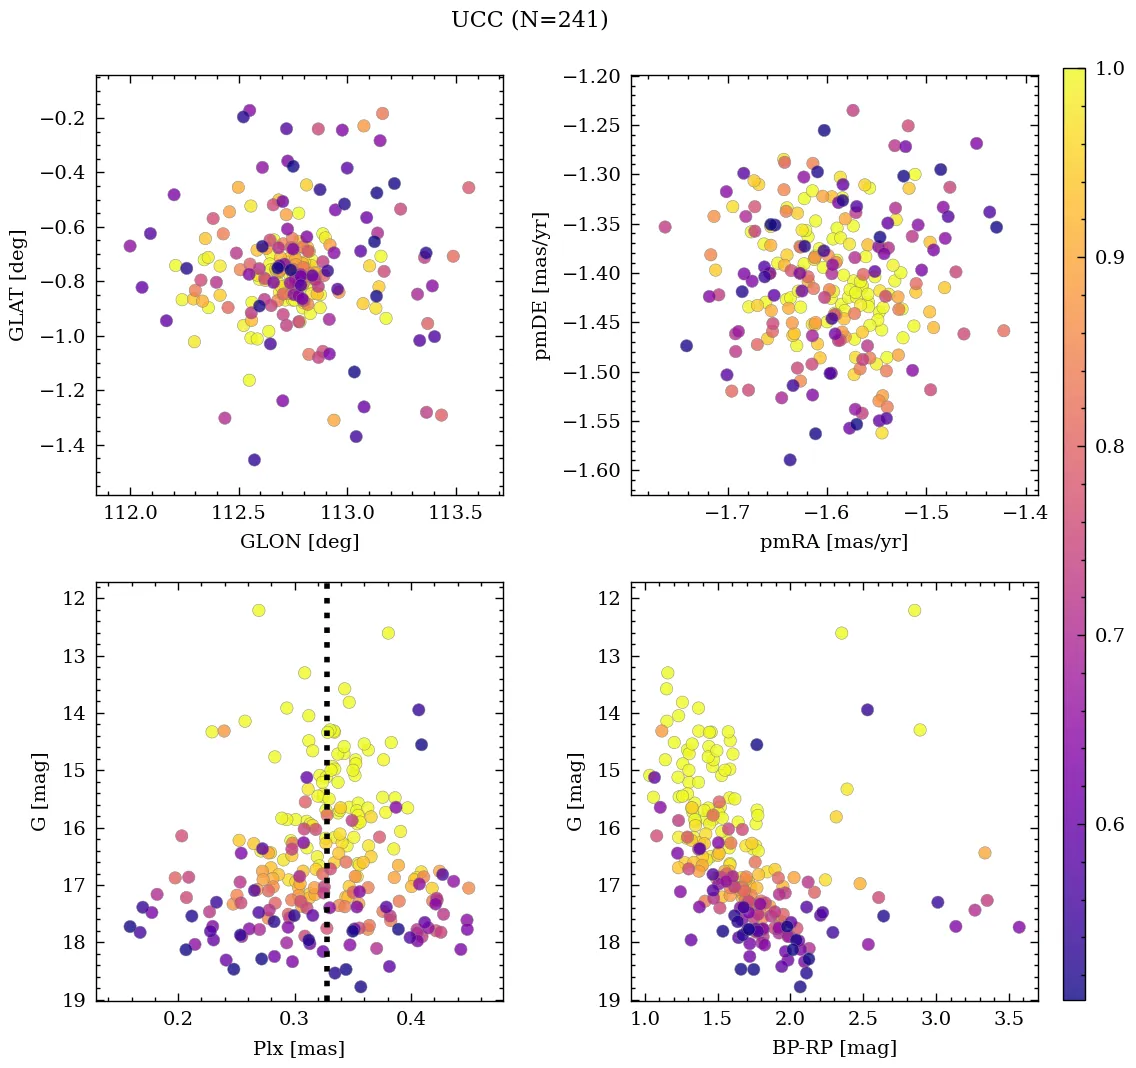 UCC (N=241)
−0.2
−0.4
−0.6
−0.8
−1.0
−1.2
−1.4
GLAT [deg]
112.0 112.5 113.0 113.5
GLON [deg]
−1.20
−1.25
−1.30
−1.35
−1.40
−1.45
−1.50
−1.55
−1.60
pmDE [mas/yr]
−1.7 −1.6 −1.5 −1.4
pmRA [mas/yr]
12
13
14
15
16
17
18
19
G [mag]
0.2 0.3 0.4
Plx [mas]
12
13
14
15
16
17
18
19
G [mag]
1.0 1.5 2.0 2.5 3.0 3.5
BP-RP [mag]
1.0
0.9
0.8
0.7
0.6